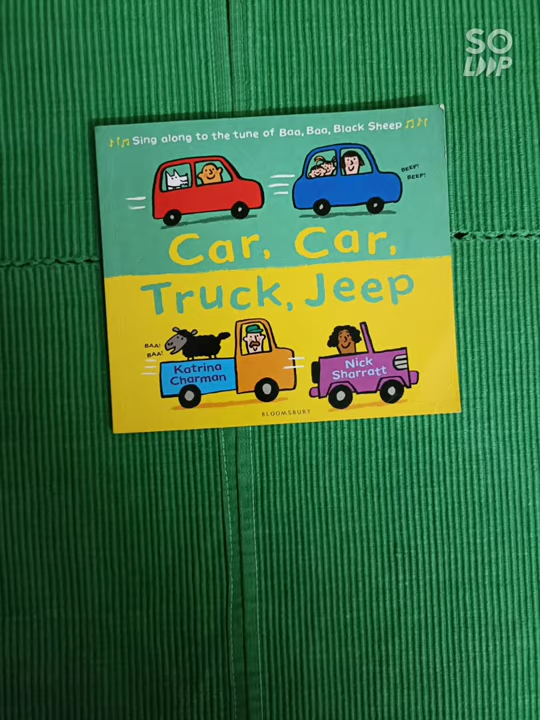 SO
LOOP
Sing along to the tune of Baa, Baa, Black Sheep
BEEP!
BEEP!
Car, Car,
Truck, Jeep
BAA!
BAA!
Katrina
Charman
Nick
Sharratt
BLOOMSBURY